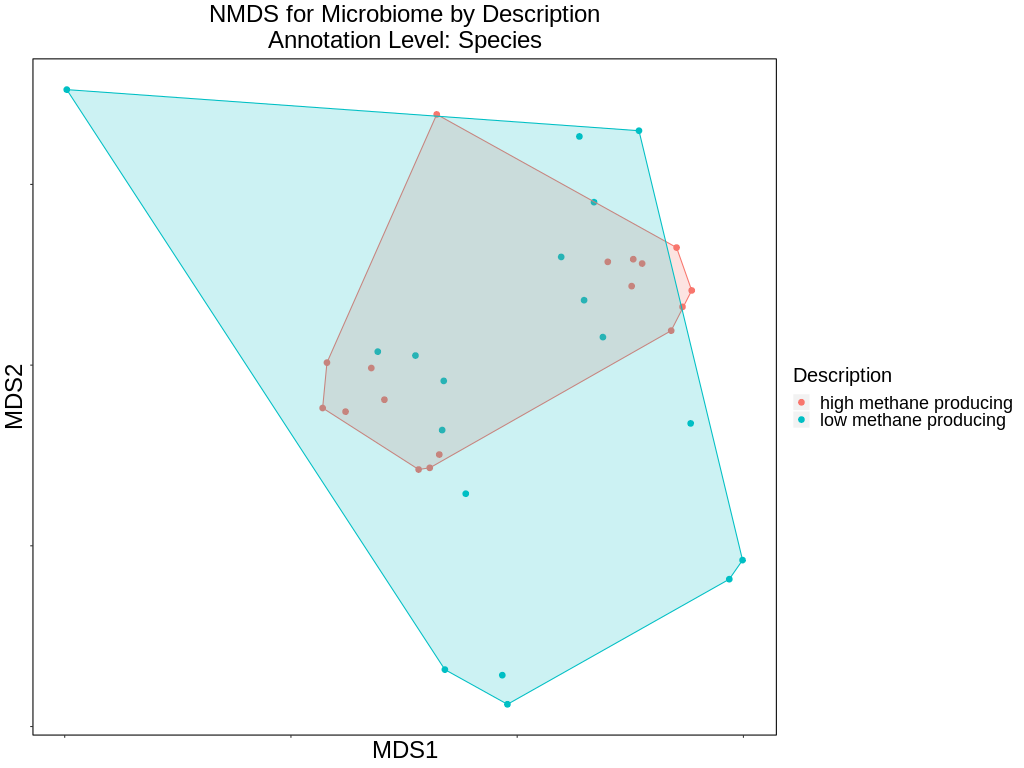 NMDS for Microbiome by Description
Annotation Level: Species
MDS2
MDS1
Description
high methane producing
low methane producing